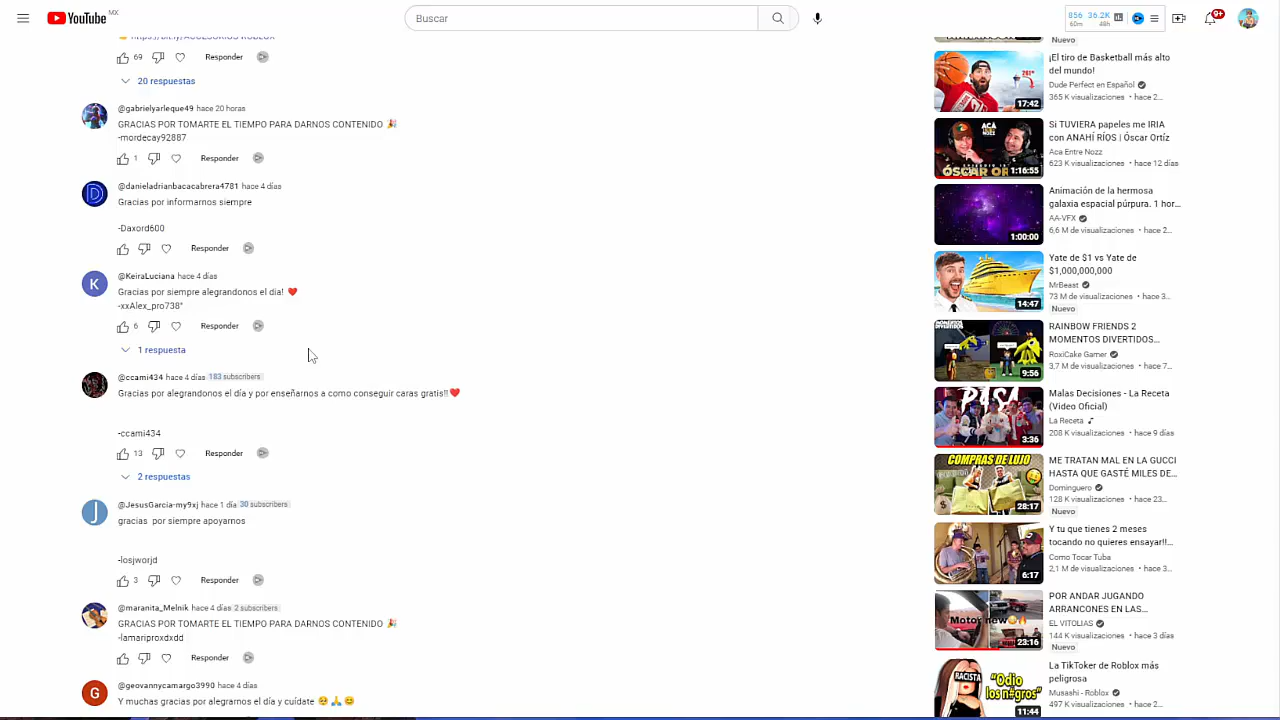 YouTube MX
Buscar
856 36.2K
60m 48h
9+
https://bit.ly/ACCESORIOS-ROBLOX
69 Responder
20 respuestas
@gabrielyarleque49 hace 20 horas
GRACIAS POR TOMARTE EL TIEMPO PARA DARNOS CONTENIDO 🎉
-mordecay92887
1 Responder
D
@danieladrianbacacabrera4781 hace 4 días
Gracias por informarnos siempre
-Daxord600
Responder
K
@KeiraLuciana hace 4 días
Gracias por siempre alegrandonos el dia! ❤️
-xxAlex_pro738"
6 Responder
1 respuesta
@ccami434 hace 4 días 183 subscribers
Gracias por alegrandonos el día y por enseñarnos a como conseguir caras gratis!!❤️
-ccami434
13 Responder
2 respuestas
J
@JesusGarcia-my9xj hace 1 día 30 subscribers
gracias por siempre apoyarnos
-losjworjd
3 Responder
@maranita_Melnik hace 4 días 2 subscribers
GRACIAS POR TOMARTE EL TIEMPO PARA DARNOS CONTENIDO 🎉
-lamariproxdxdd
Responder
G
@geovannycamargo3990 hace 4 días
Y muchas gracias por alegrarnos el día y cuídate 🥺🙏😊
Nuevo
17:42
¡El tiro de Basketball más alto
del mundo!
Dude Perfect en Español
365 K visualizaciones • hace 2...
ACÁ
NOZZ
ÓSCAR OR
1:16:55
Si TUVIERA papeles me IRIA
con ANAHÍ RÍOS | Óscar Ortíz
Aca Entre Nozz
623 K visualizaciones • hace 12 días
1:00:00
Animación de la hermosa
galaxia espacial púrpura. 1 hor...
AA-VFX
6,6 M de visualizaciones • hace 2...
14:47
Yate de $1 vs Yate de
$1,000,000,000
MrBeast
73 M de visualizaciones • hace 3...
Nuevo
MOMENTOS
DIVERTIDOS
9:56
RAINBOW FRIENDS 2
MOMENTOS DIVERTIDOS...
RoxiCake Gamer
3,7 M de visualizaciones • hace 7...
PASA
3:36
Malas Decisiones - La Receta
(Video Oficial)
La Receta
208 K visualizaciones • hace 9 días
COMPRAS DE LUJO
28:17
ME TRATAN MAL EN LA GUCCI
HASTA QUE GASTÉ MILES DE...
Dominguero
128 K visualizaciones • hace 23...
Nuevo
6:17
Y tu que tienes 2 meses
tocando no quieres ensayar!!...
Como Tocar Tuba
2,1 M de visualizaciones • hace 3...
Motor new
23:16
POR ANDAR JUGANDO
ARRANCONES EN LAS...
EL VITOLIAS
144 K visualizaciones • hace 3 días
Nuevo
RACISTA
"Odio
los n#gros"
11:44
La TikToker de Roblox más
peligrosa
Musashi - Roblox
497 K visualizaciones • hace 2...